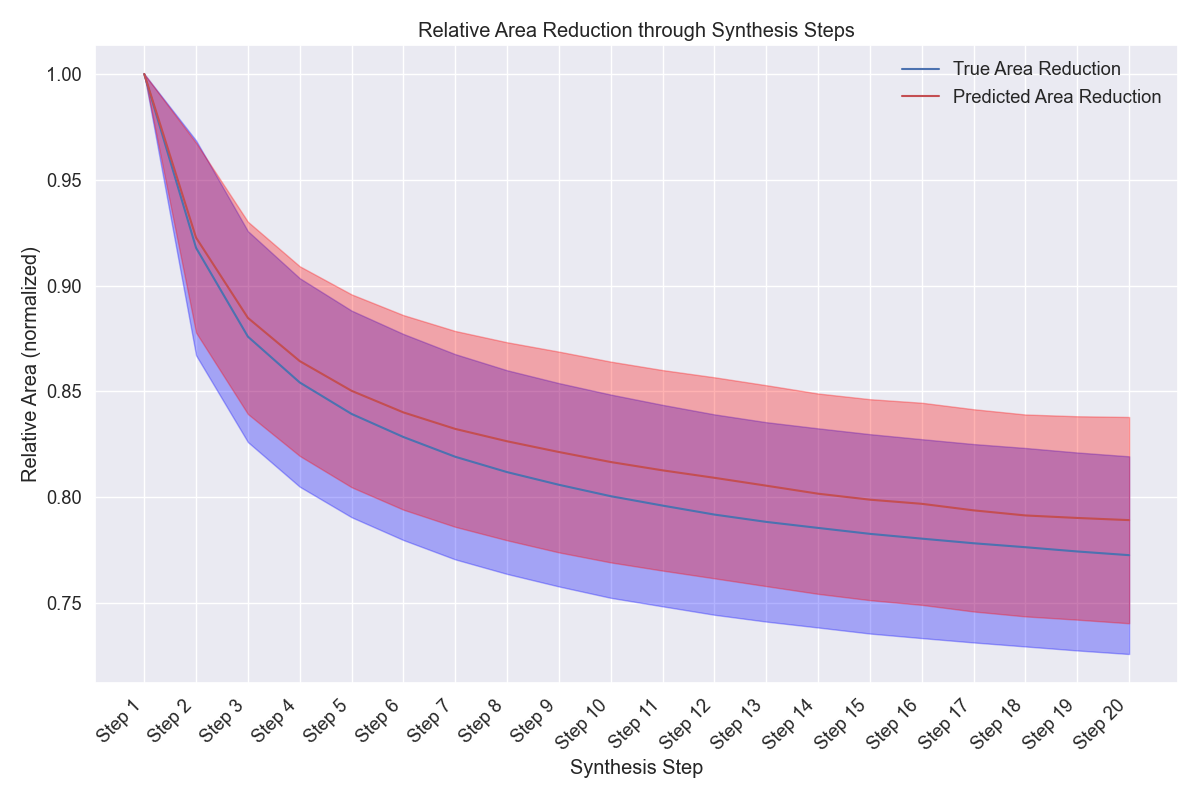 Relative Area Reduction through Synthesis Steps
True Area Reduction
Predicted Area Reduction
Relative Area (normalized)
1.00
0.95
0.90
0.85
0.80
0.75
Step 1
Step 2
Step 3
Step 4
Step 5
Step 6
Step 7
Step 8
Step 9
Step 10
Step 11
Step 12
Step 13
Step 14
Step 15
Step 16
Step 17
Step 18
Step 19
Step 20
Synthesis Step